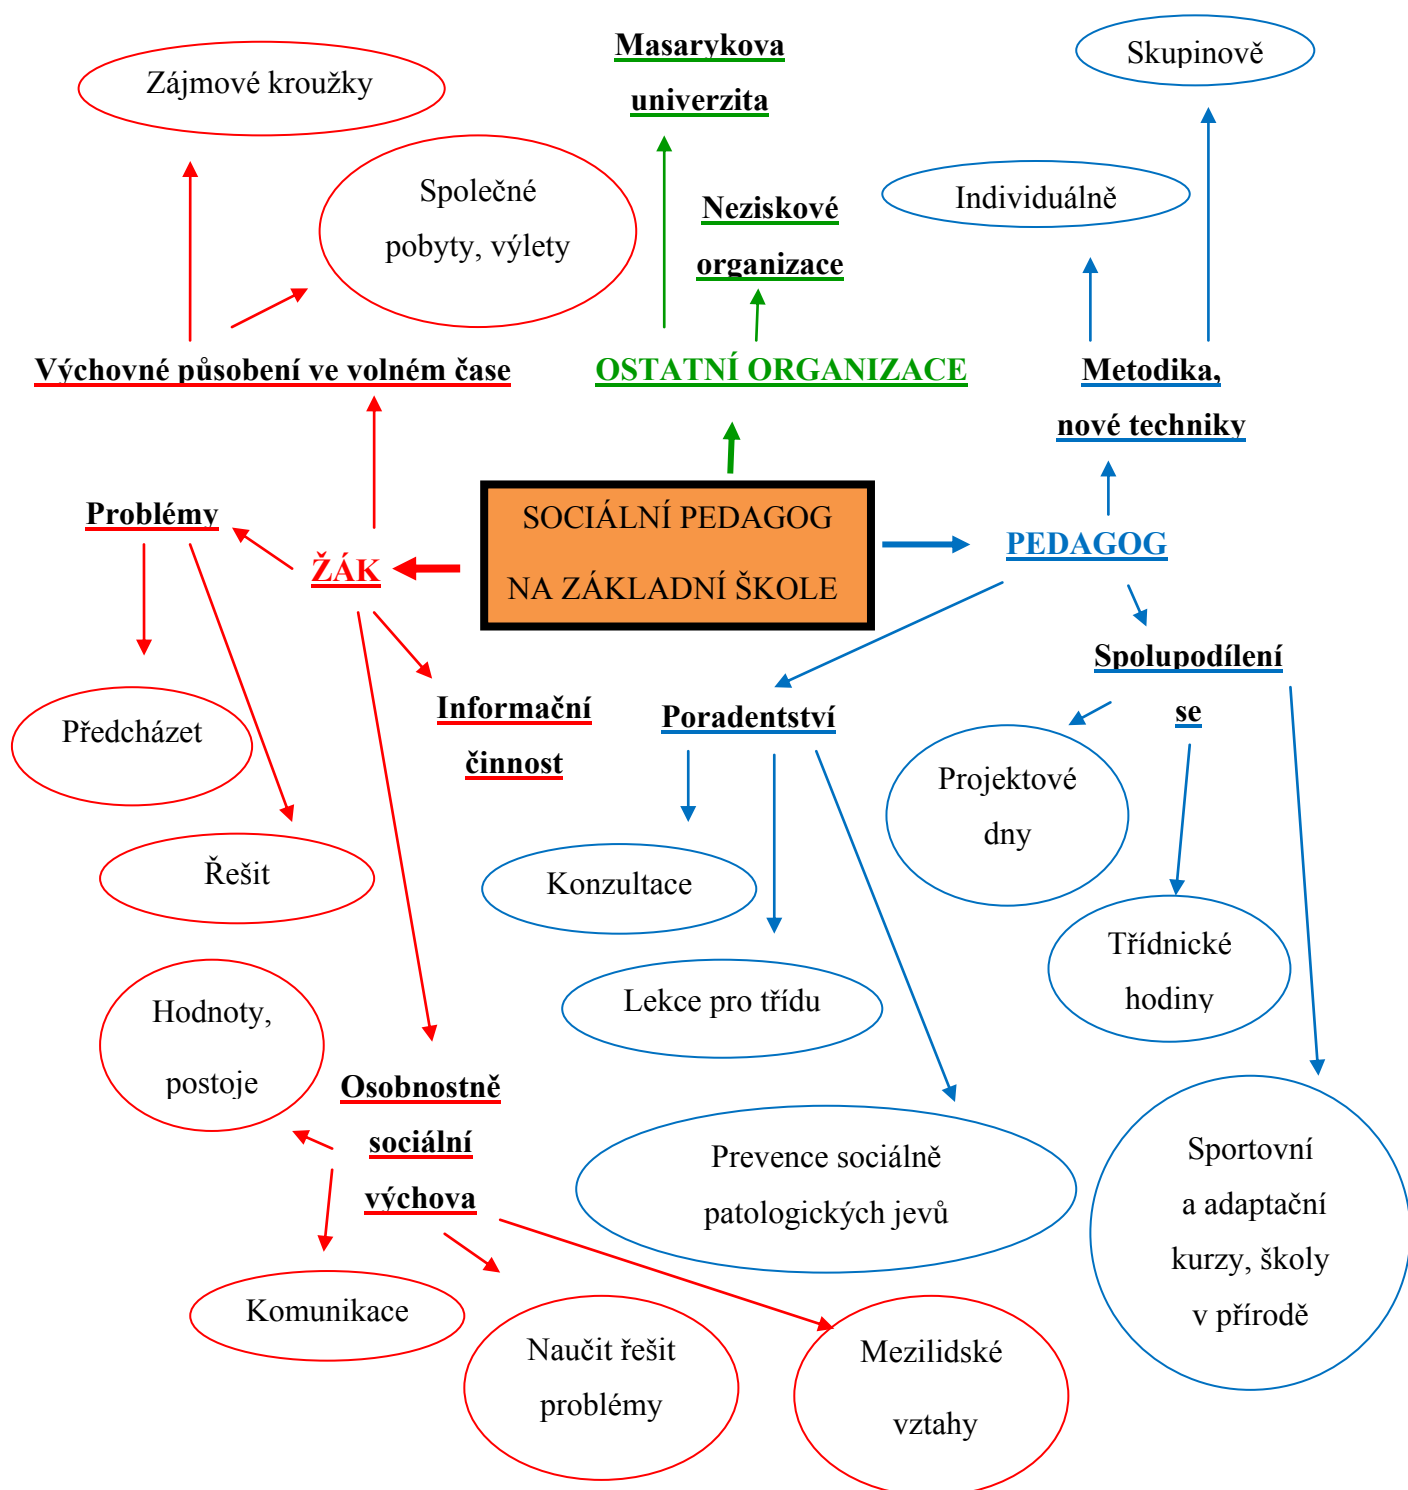 Masarykova
univerzita
Skupinově
Zájmové kroužky
Společné
pobyty, výlety
Neziskové
organizace
Individuálně
Výchovné působení ve volném čase
OSTATNÍ ORGANIZACE
Metodika,
nové techniky
Problémy
ŽÁK
SOCIÁLNÍ PEDAGOG
NA ZÁKLADNÍ ŠKOLE
PEDAGOG
Spolupodílení
se
Informační
činnost
Poradentství
Předcházet
Řešit
Projektové
dny
Konzultace
Třídnické
hodiny
Lekce pro třídu
Hodnoty,
postoje
Osobnostně
sociální
výchova
Prevence sociálně
patologických jevů
Sportovní
a adaptační
kurzy, školy
v přírodě
Komunikace
Naučit řešit
problémy
Mezilidské
vztahy